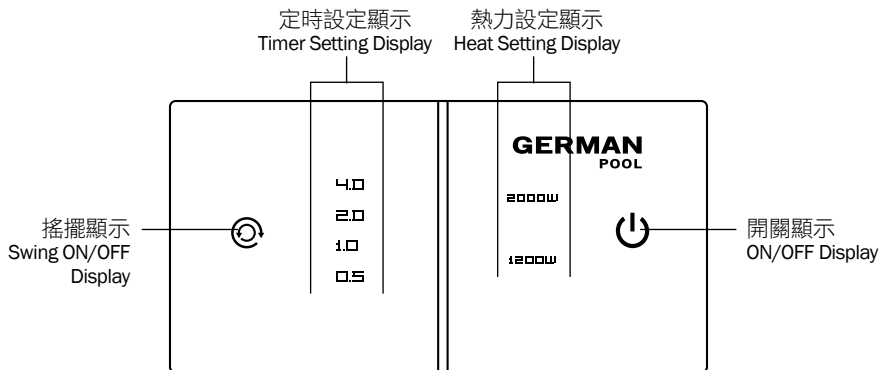 定時設定顯示
Timer Setting Display
熱力設定顯示
Heat Setting Display
GERMAN
POOL
4.0
2.0
1.0
0.5
2000W
1200W
搖擺顯示
Swing ON/OFF
Display
開關顯示
ON/OFF Display